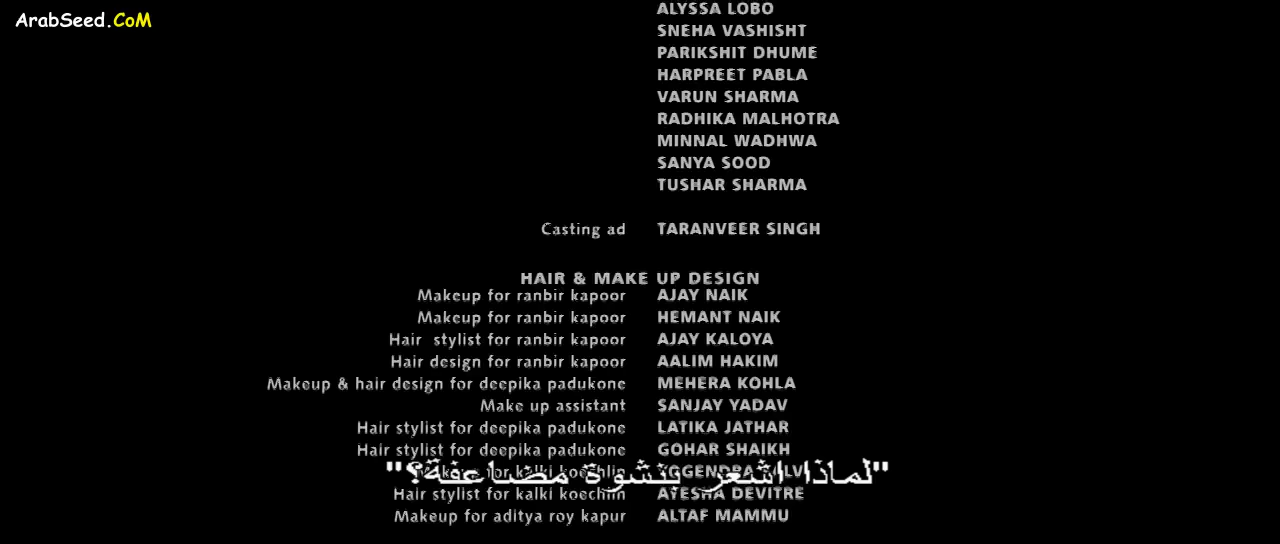 ArabSeed.CoM
ALYSSA LOBO
SNEHA VASHISHT
PARIKSHIT DHUME
HARPREET PABLA
VARUN SHARMA
RADHIKA MALHOTRA
MINNAL WADHWA
SANYA SOOD
TUSHAR SHARMA
Casting ad TARANVEER SINGH
HAIR & MAKE UP DESIGN
Makeup for ranbir kapoor AJAY NAIK
Makeup for ranbir kapoor HEMANT NAIK
Hair stylist for ranbir kapoor AJAY KALOYA
Hair design for ranbir kapoor AALIM HAKIM
Makeup & hair design for deepika padukone MEHERA KOHLA
Make up assistant SANJAY YADAV
Hair stylist for deepika padukone LATIKA JATHAR
Hair stylist for deepika padukone GOHAR SHAIKH
for kalki koechlin
"لماذا اشعر بنشوة مضاعفة؟"
Hair stylist for kalki koechlin AYESHA DEVITRE
Makeup for aditya roy kapur ALTAF MAMMU